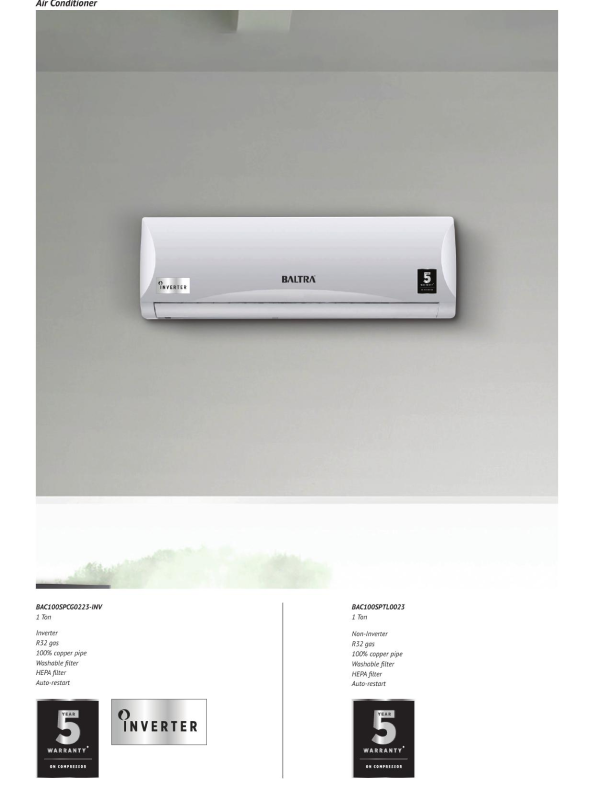 Air Conditioner
INVERTER
BALTRA
5
BAC100SPCG0223-INV
1 Ton
Inverter
R32 gas
100% copper pipe
Washable filter
HEPA filter
Auto-restart
YEAR
5
WARRANTY*
ON COMPRESSOR
INVERTER
BAC100SPTL0023
1 Ton
Non-Inverter
R32 gas
100% copper pipe
Washable filter
HEPA filter
Auto-restart
YEAR
5
WARRANTY*
ON COMPRESSOR